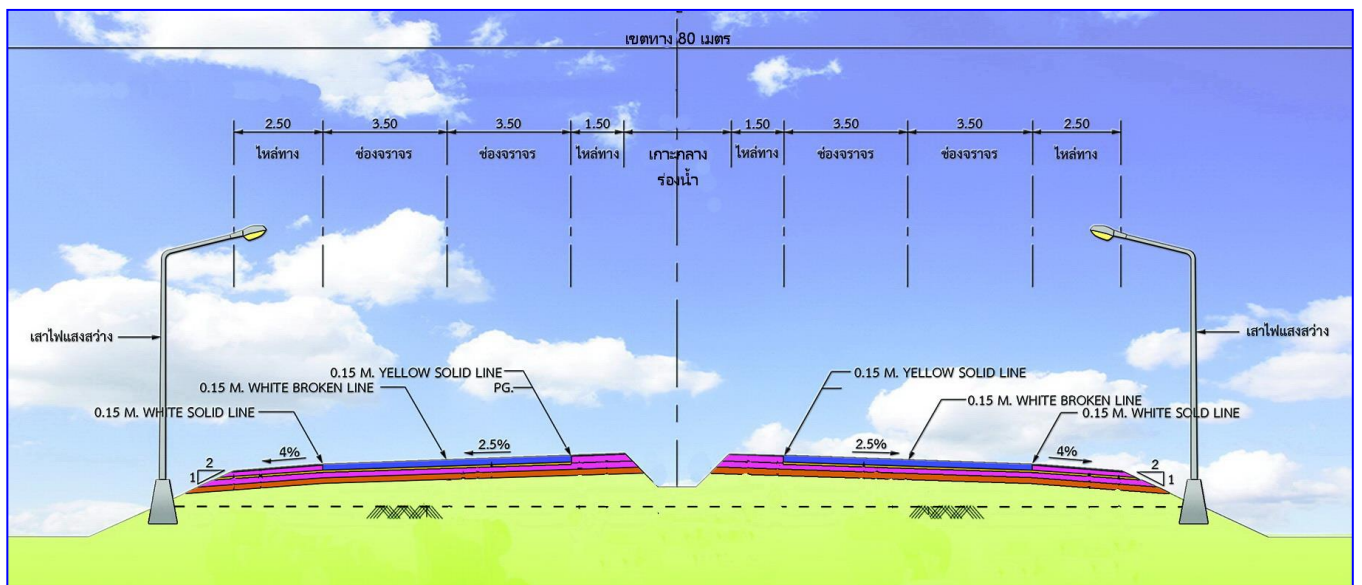 เขตทาง 80 เมตร
2.50 3.50 3.50 1.50 1.50 3.50 3.50 2.50
ไหล่ทาง ช่องจราจร ช่องจราจร ไหล่ทาง เกาะกลาง ไหล่ทาง ช่องจราจร ช่องจราจร ไหล่ทาง
ร่องน้ำ
เสาไฟแสงสว่าง เสาไฟแสงสว่าง
0.15 M. YELLOW SOLID LINE 0.15 M. YELLOW SOLID LINE
0.15 M. WHITE BROKEN LINE PG. 0.15 M. WHITE BROKEN LINE
0.15 M. WHITE SOLID LINE 0.15 M. WHITE SOLD LINE
4% 2.5% 2.5% 4%
2 2
1 1